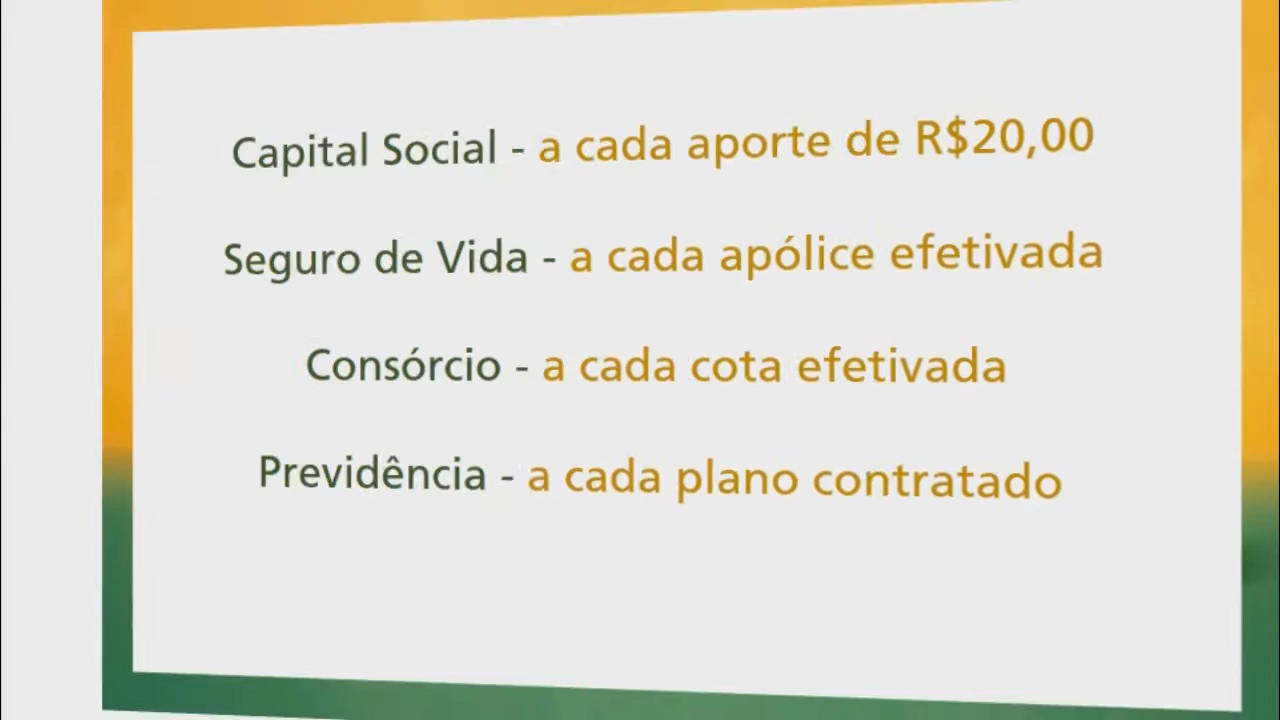 Capital Social - a cada aporte de R$20,00
Seguro de Vida - a cada apólice efetivada
Consórcio - a cada cota efetivada
Previdência - a cada plano contratado